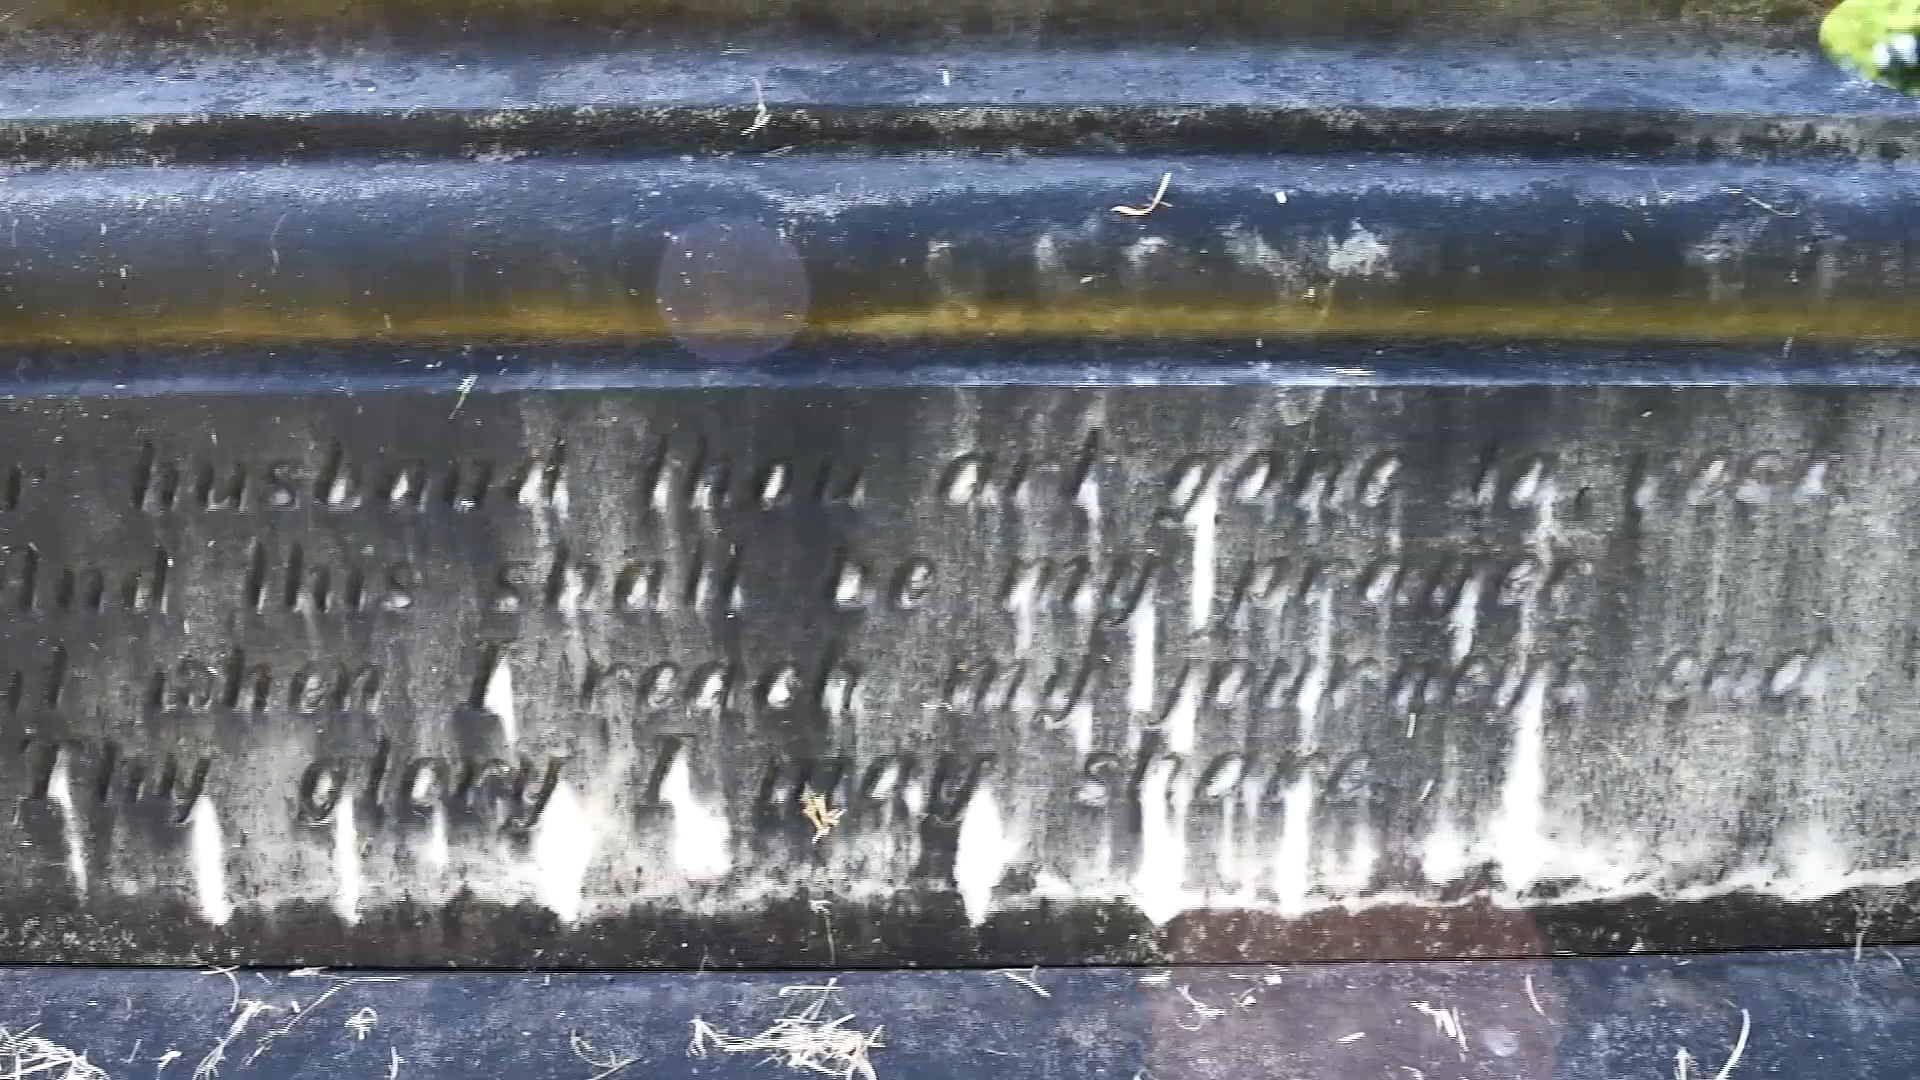 husband thou art gone to rest
And this shall be my prayer
when I reach my journeys end
Thy glory I may share